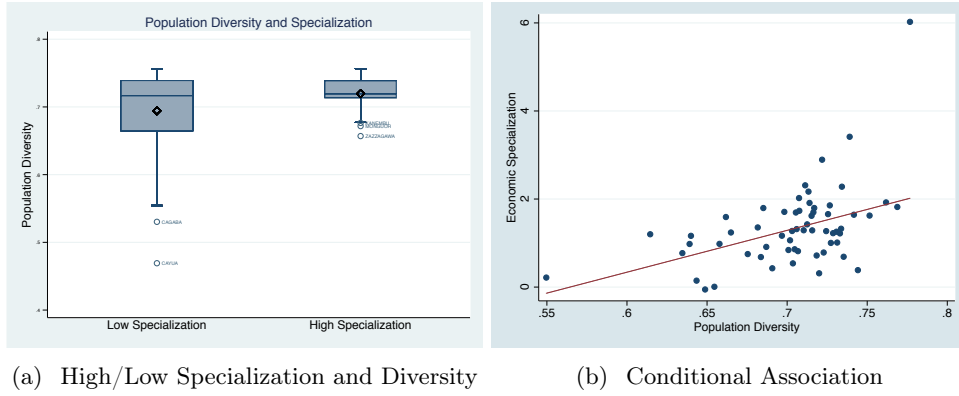 Population Diversity and Specialization
.8
.7
.6
.5
.4
Population Diversity
ZAZZAGAWA
CAGABA
CAYUA
Low Specialization
High Specialization
6
4
2
0
Economic Specialization
.55
.6
.65
.7
.75
.8
Population Diversity
(a) High/Low Specialization and Diversity
(b) Conditional Association